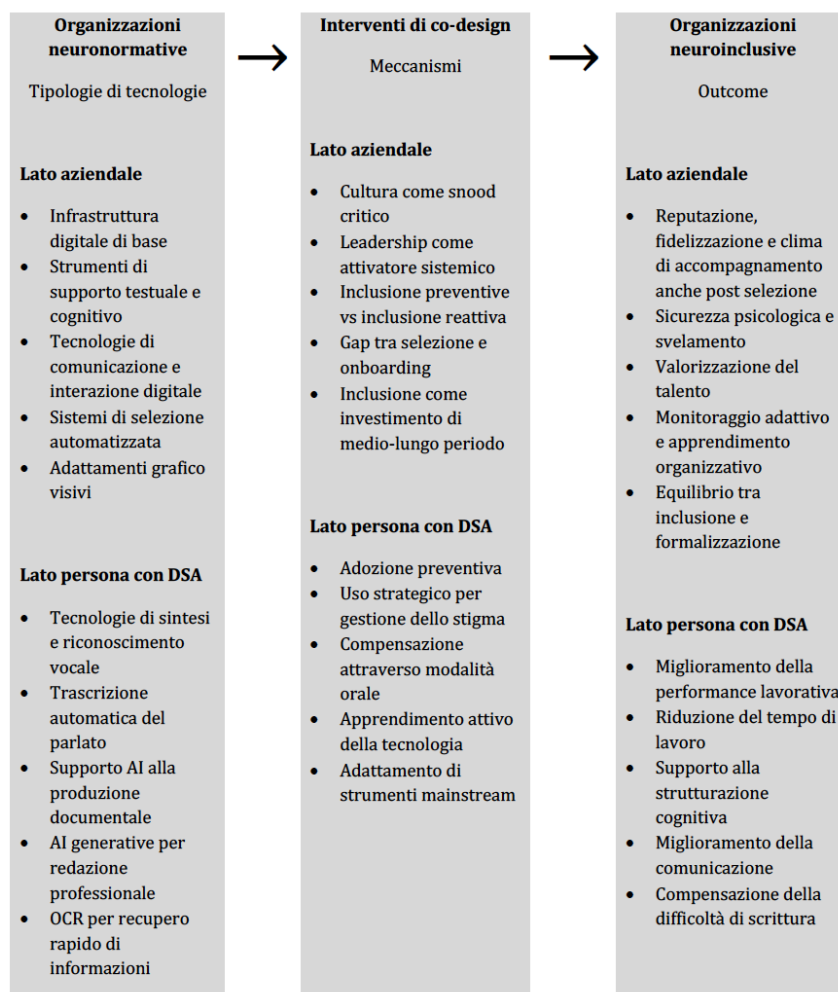 Organizzazioni
neuronormative
Tipologie di tecnologie
Lato aziendale
• Infrastruttura
digitale di base
• Strumenti di
supporto testuale e
cognitivo
• Tecnologie di
comunicazione e
interazione digitale
• Sistemi di selezione
automatizzata
• Adattamenti grafico
visivi
Lato persona con DSA
• Tecnologie di sintesi
e riconoscimento
vocale
• Trascrizione
automatica del
parlato
• Supporto AI alla
produzione
documentale
• AI generative per
redazione
professionale
• OCR per recupero
rapido di
informazioni
→
Interventi di co-design
Meccanismi
Lato aziendale
• Cultura come snood
critico
• Leadership come
attivatore sistemico
• Inclusione preventive
vs inclusione reattiva
• Gap tra selezione e
onboarding
• Inclusione come
investimento di
medio-lungo periodo
Lato persona con DSA
• Adozione preventiva
• Uso strategico per
gestione dello stigma
• Compensazione
attraverso modalità
orale
• Apprendimento attivo
della tecnologia
• Adattamento di
strumenti mainstream
→
Organizzazioni
neuroinclusive
Outcome
Lato aziendale
• Reputazione,
fidelizzazione e clima
di accompagnamento
anche post selezione
• Sicurezza psicologica e
svelamento
• Valorizzazione del
talento
• Monitoraggio adattivo
e apprendimento
organizzativo
• Equilibrio tra
inclusione e
formalizzazione
Lato persona con DSA
• Miglioramento della
performance lavorativa
• Riduzione del tempo di
lavoro
• Supporto alla
strutturazione
cognitiva
• Miglioramento della
comunicazione
• Compensazione della
difficoltà di scrittura